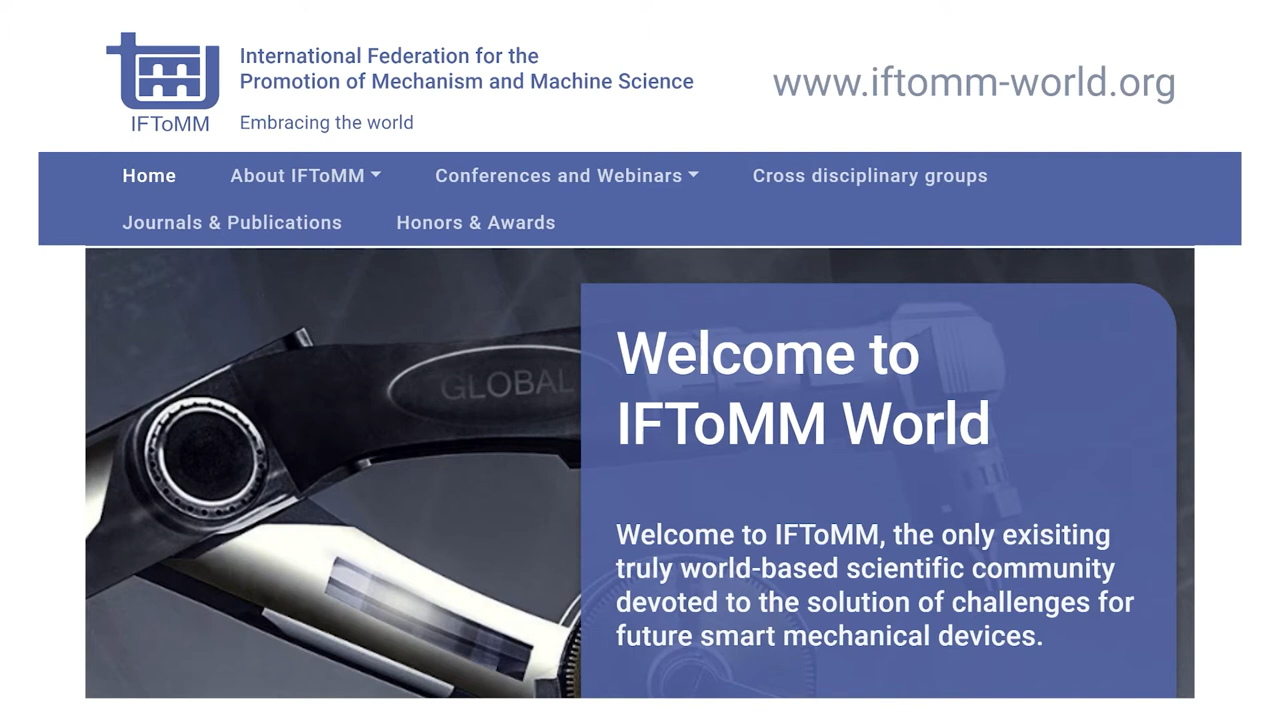 International Federation for the
Promotion of Mechanism and Machine Science
www.iftomm-world.org
IFToMM
Embracing the world
Home
About IFToMM
Conferences and Webinars
Cross disciplinary groups
Journals & Publications
Honors & Awards
GLOBAL
Welcome to
IFToMM World
Welcome to IFToMM, the only exisiting
truly world-based scientific community
devoted to the solution of challenges for
future smart mechanical devices.